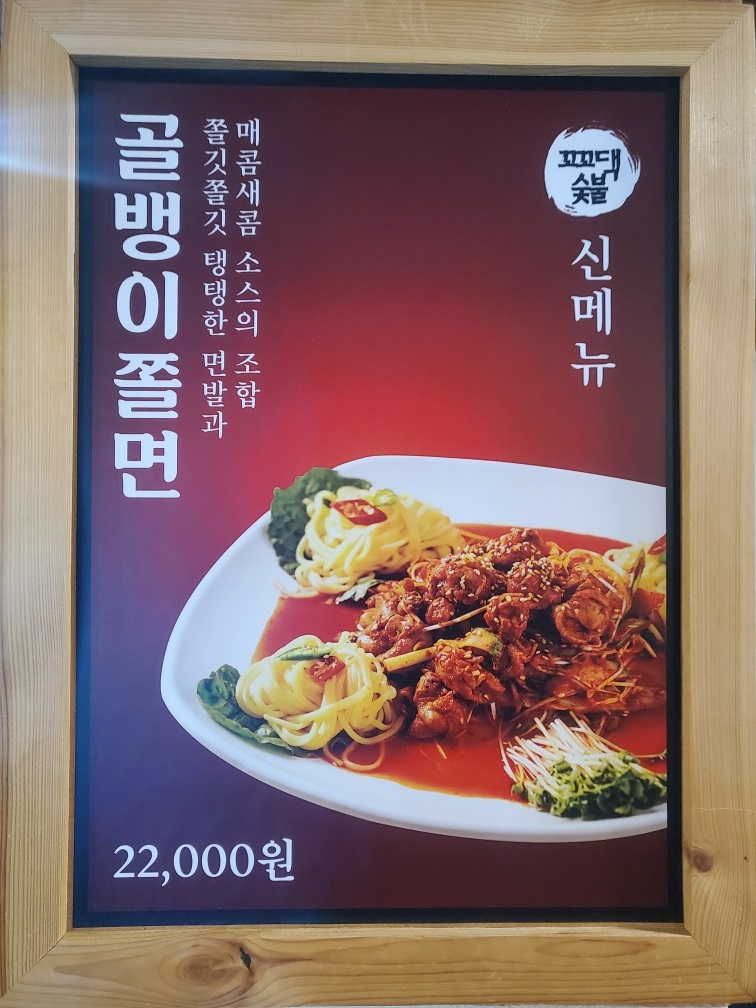 꼬꼬댁
숯불
신메뉴
매콤새콤 소스의 조합
쫄깃쫄깃 탱탱한 면발과
골뱅이쫄면
22,000원